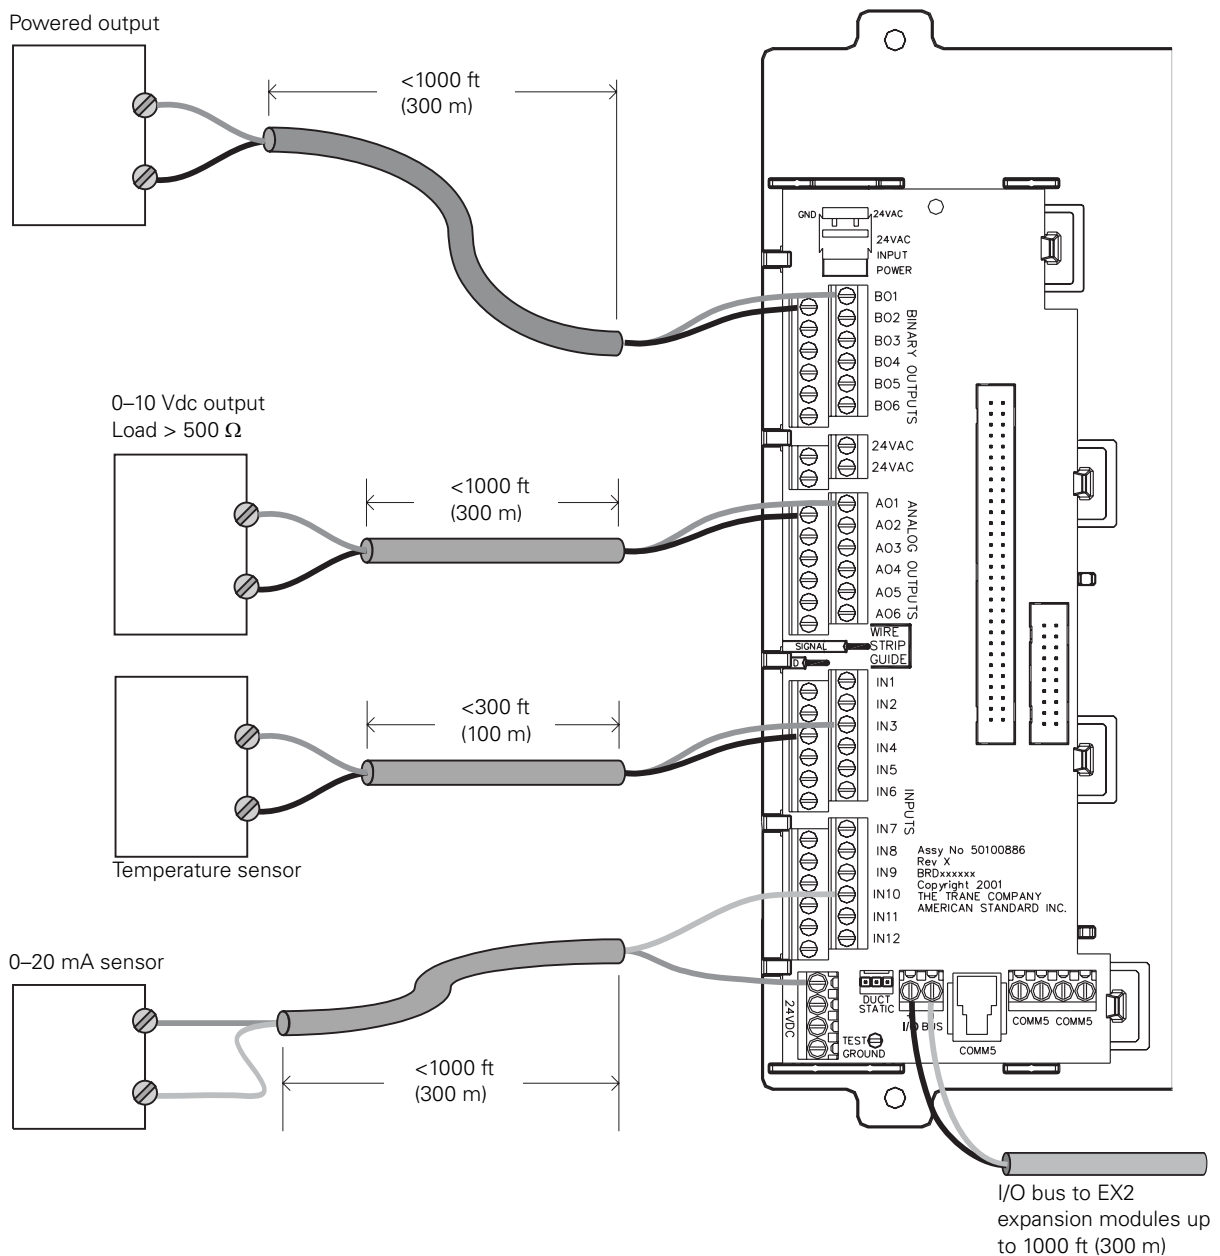 Powered output
<1000 ft
(300 m)
GND
24VAC
24VAC
INPUT
POWER
BO1
BO2
BO3
BO4
BO5
BO6
BINARY OUTPUTS
0–10 Vdc output
Load > 500 Ω
24VAC
24VAC
<1000 ft
(300 m)
AO1
AO2
AO3
AO4
AO5
AO6
ANALOG OUTPUTS
SIGNAL
D
WIRE
STRIP
GUIDE
<300 ft
(100 m)
IN1
IN2
IN3
IN4
IN5
IN6
INPUTS
Temperature sensor
IN7
IN8
IN9
IN10
IN11
IN12
Assy No 50100886
Rev X
BRDxxxxxx
Copyright 2001
THE TRANE COMPANY
AMERICAN STANDARD INC.
0–20 mA sensor
<1000 ft
(300 m)
24VDC
DUCT
STATIC
TEST
GROUND
I/O BUS
COMM5
COMM5 COMM5
I/O bus to EX2
expansion modules up
to 1000 ft (300 m)